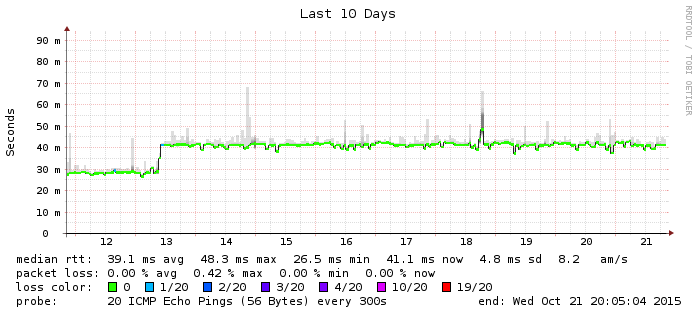 Last 10 Days
RRDTOOL / TOBI OETIKER
Seconds
90 m
80 m
70 m
60 m
50 m
40 m
30 m
20 m
10 m
0
12 13 14 15 16 17 18 19 20 21
median rtt: 39.1 ms avg 48.3 ms max 26.5 ms min 41.1 ms now 4.8 ms sd 8.2 am/s
packet loss: 0.00 % avg 0.42 % max 0.00 % min 0.00 % now
loss color: 0 1/20 2/20 3/20 4/20 10/20 19/20
probe: 20 ICMP Echo Pings (56 Bytes) every 300s end: Wed Oct 21 20:05:04 2015